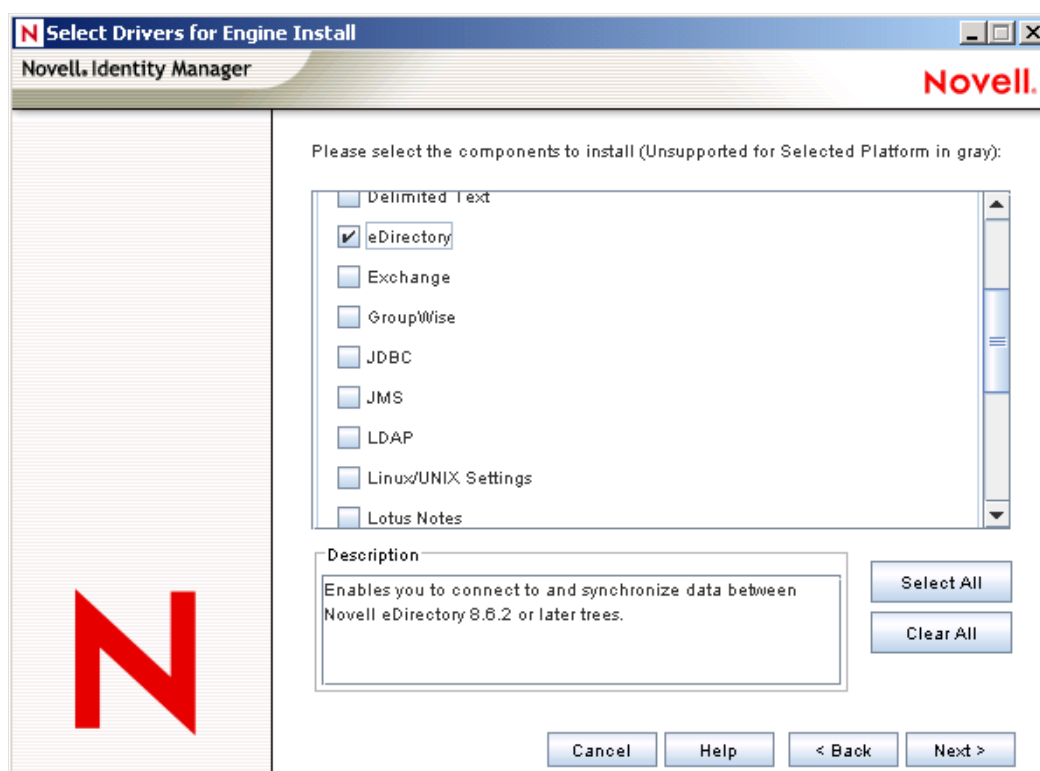 Select Drivers for Engine Install
Novell. Identity Manager
Novell.
Please select the components to install (Unsupported for Selected Platform in gray):
Delimited Text
eDirectory
Exchange
GroupWise
JDBC
JMS
LDAP
Linux/UNIX Settings
Lotus Notes
Description
Enables you to connect to and synchronize data between
Novell eDirectory 8.6.2 or later trees.
Select All
Clear All
Cancel
Help
< Back
Next >